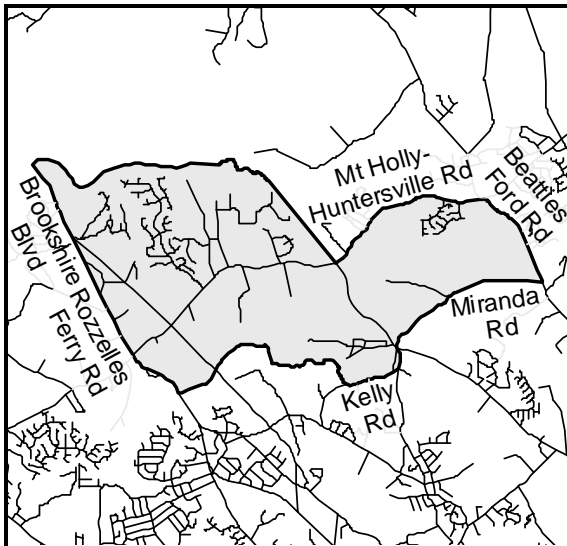 Mt Holly-
Huntersville Rd
Beatties
Ford Rd
Brookshire
Blvd
Rozzelles
Ferry Rd
Miranda
Rd
Kelly
Rd